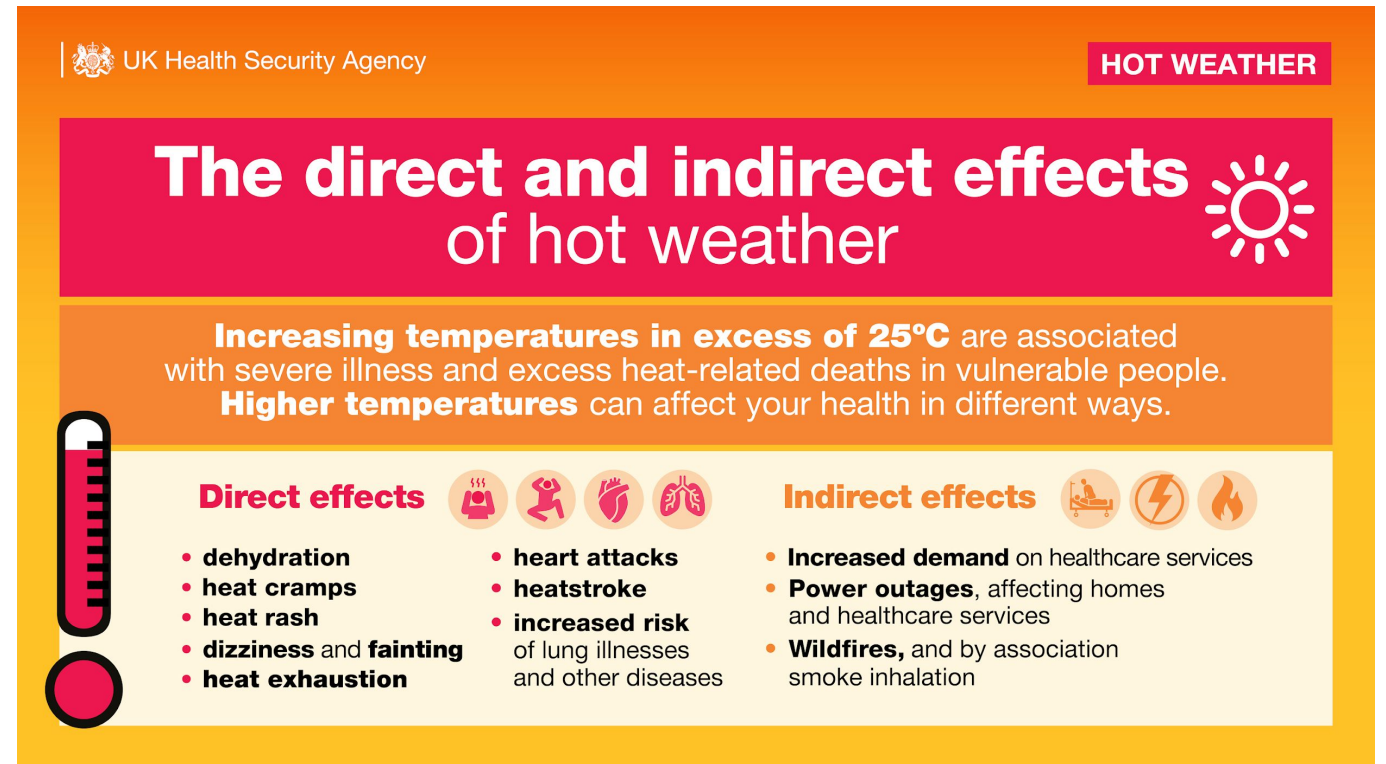 UK Health Security Agency
HOT WEATHER
The direct and indirect effects
of hot weather
Increasing temperatures in excess of 25ºC are associated
with severe illness and excess heat-related deaths in vulnerable people.
Higher temperatures can affect your health in different ways.
Direct effects
• dehydration
• heat cramps
• heat rash
• dizziness and fainting
• heat exhaustion
• heart attacks
• heatstroke
• increased risk
of lung illnesses
and other diseases
Indirect effects
• Increased demand on healthcare services
• Power outages, affecting homes
and healthcare services
• Wildfires, and by association
smoke inhalation